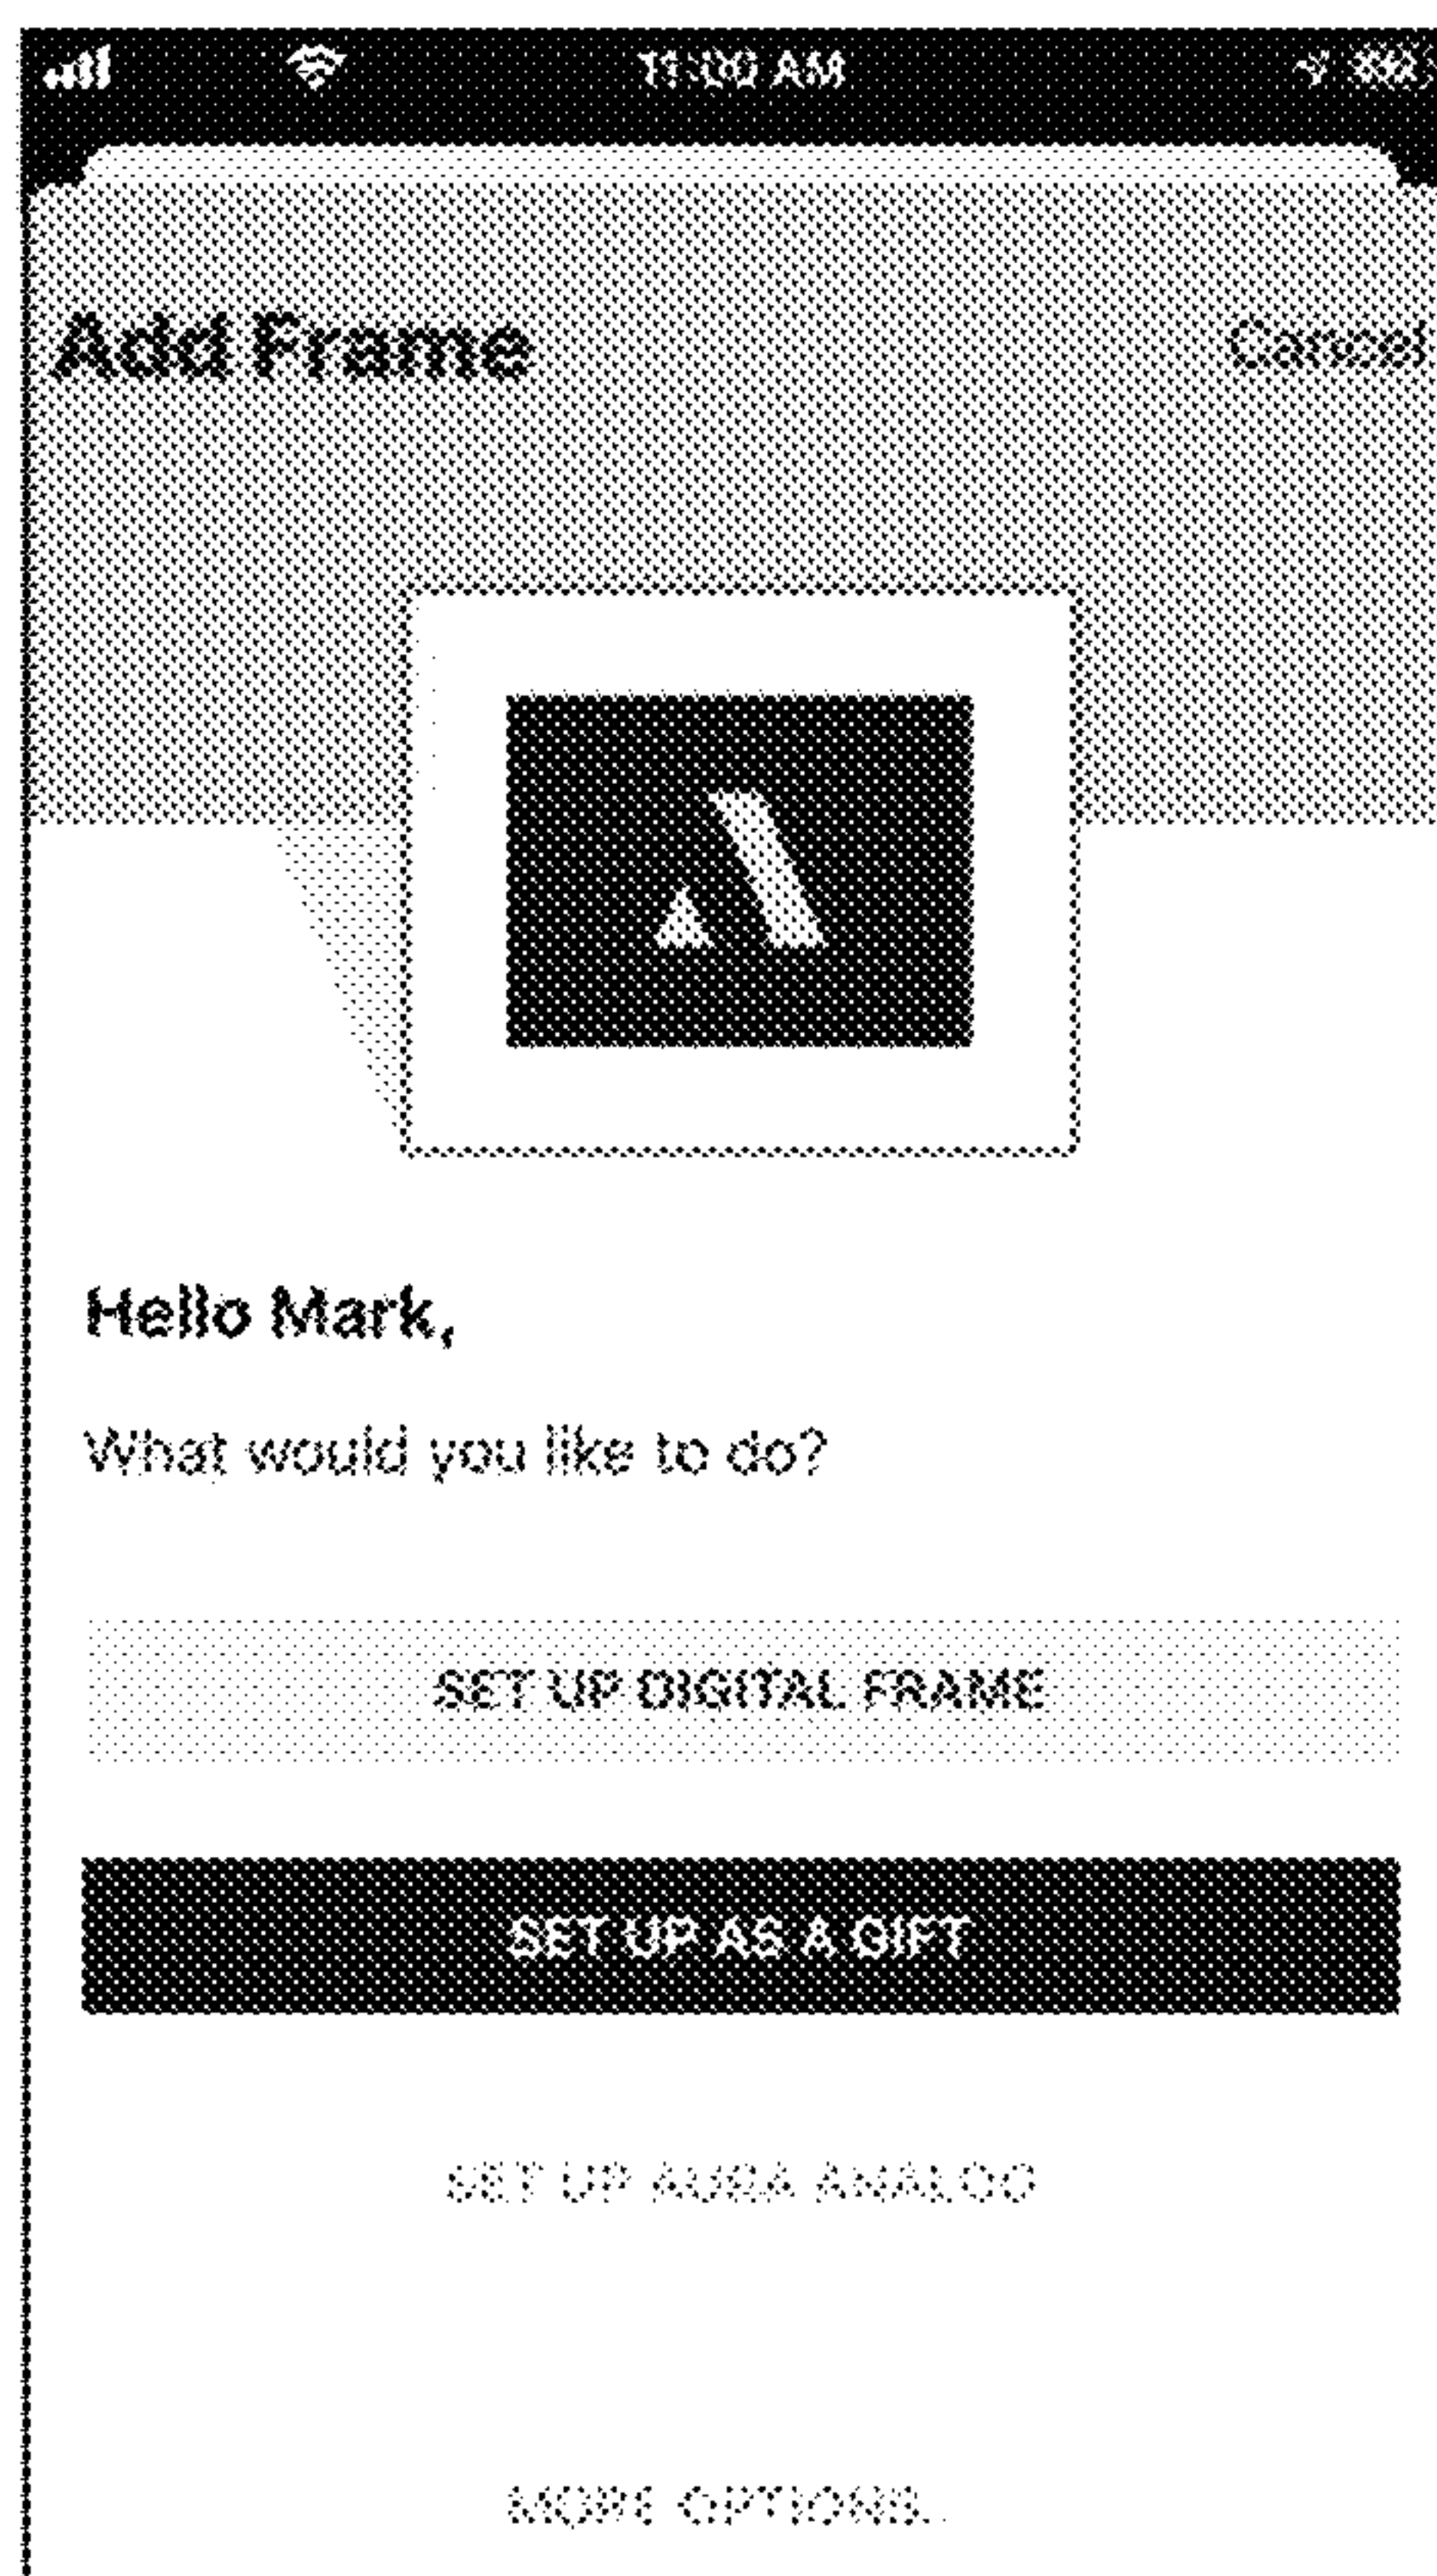 11:00 AM
Add Frame Cancel
Hello Mark,
What would you like to do?
SET UP DIGITAL FRAME
SET UP AS A GIFT
SET UP AURA ANALOG
MORE OPTIONS...